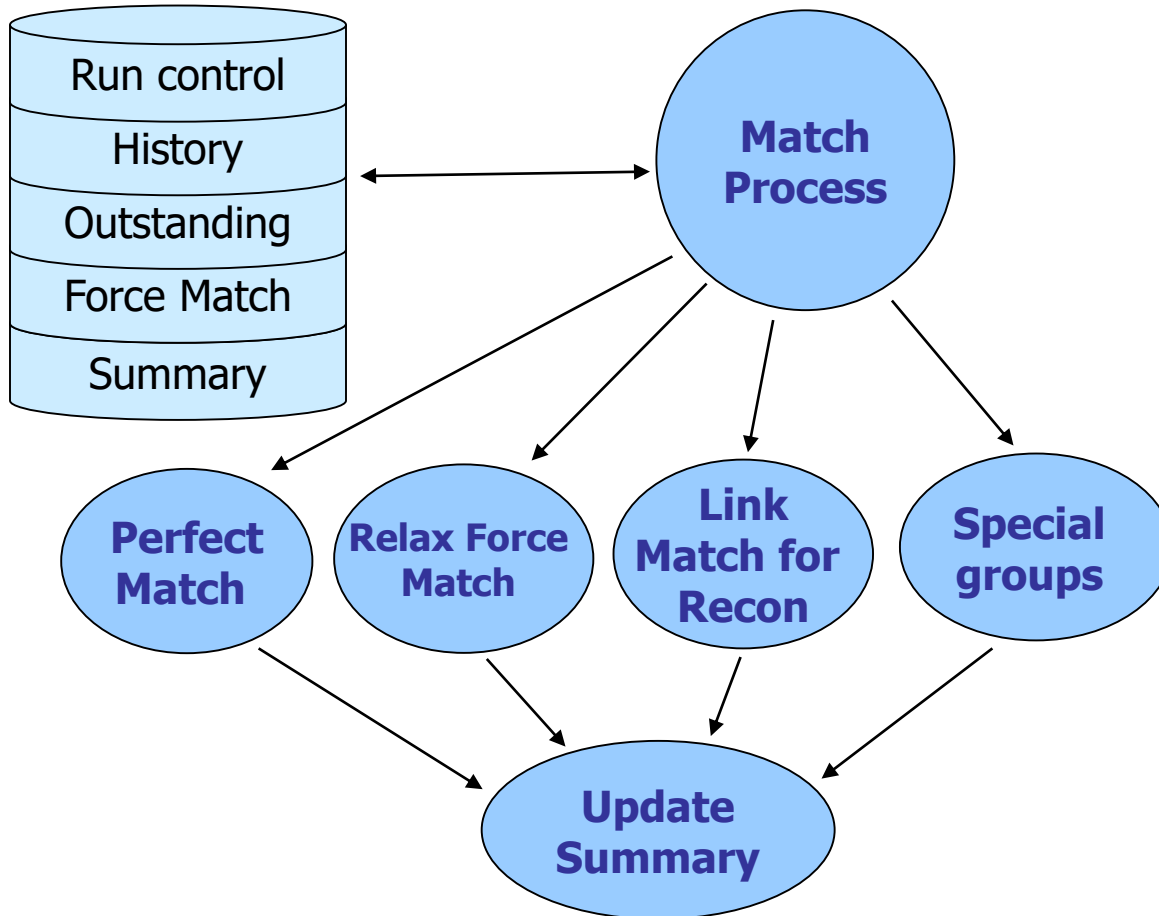 Run control
History
Outstanding
Force Match
Summary
Match
Process
Perfect
Match
Relax Force
Match
Link
Match for
Recon
Special
groups
Update
Summary